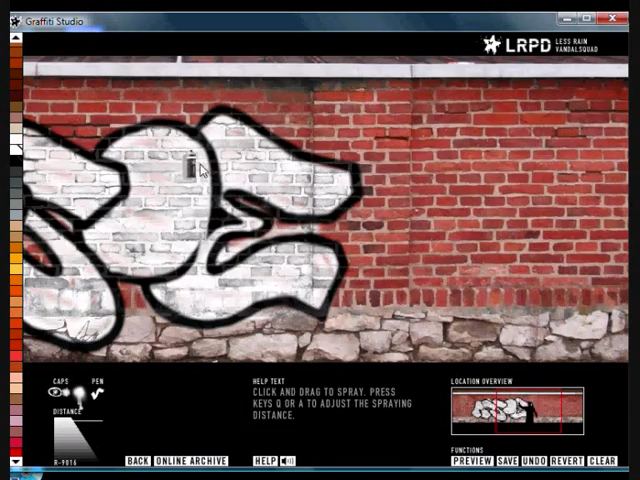 Graffiti Studio
LRPD LESS RAIN
VANDALSQUAD
CAPS PEN
DISTANCE
R-9016
BACK ONLINE ARCHIVE
HELP TEXT
CLICK AND DRAG TO SPRAY. PRESS
KEYS Q OR A TO ADJUST THE SPRAYING
DISTANCE.
HELP
LOCATION OVERVIEW
FUNCTIONS
PREVIEW SAVE UNDO REVERT CLEAR